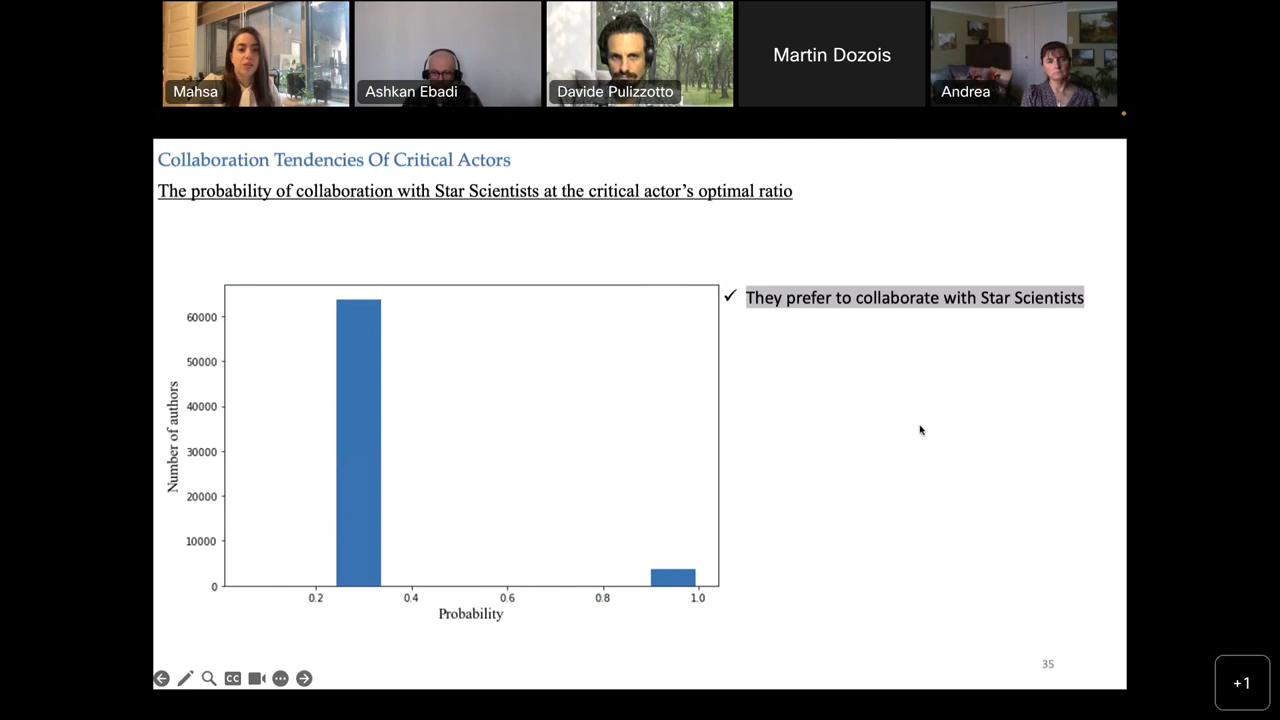 Mahsa
Ashkan Ebadi
Davide Pulizzotto
Martin Dozois
Andrea
Collaboration Tendencies Of Critical Actors
The probability of collaboration with Star Scientists at the critical actor’s optimal ratio
✓ They prefer to collaborate with Star Scientists
Number of authors
60000
50000
40000
30000
20000
10000
0
0.2 0.4 0.6 0.8 1.0
Probability
35
CC
+1